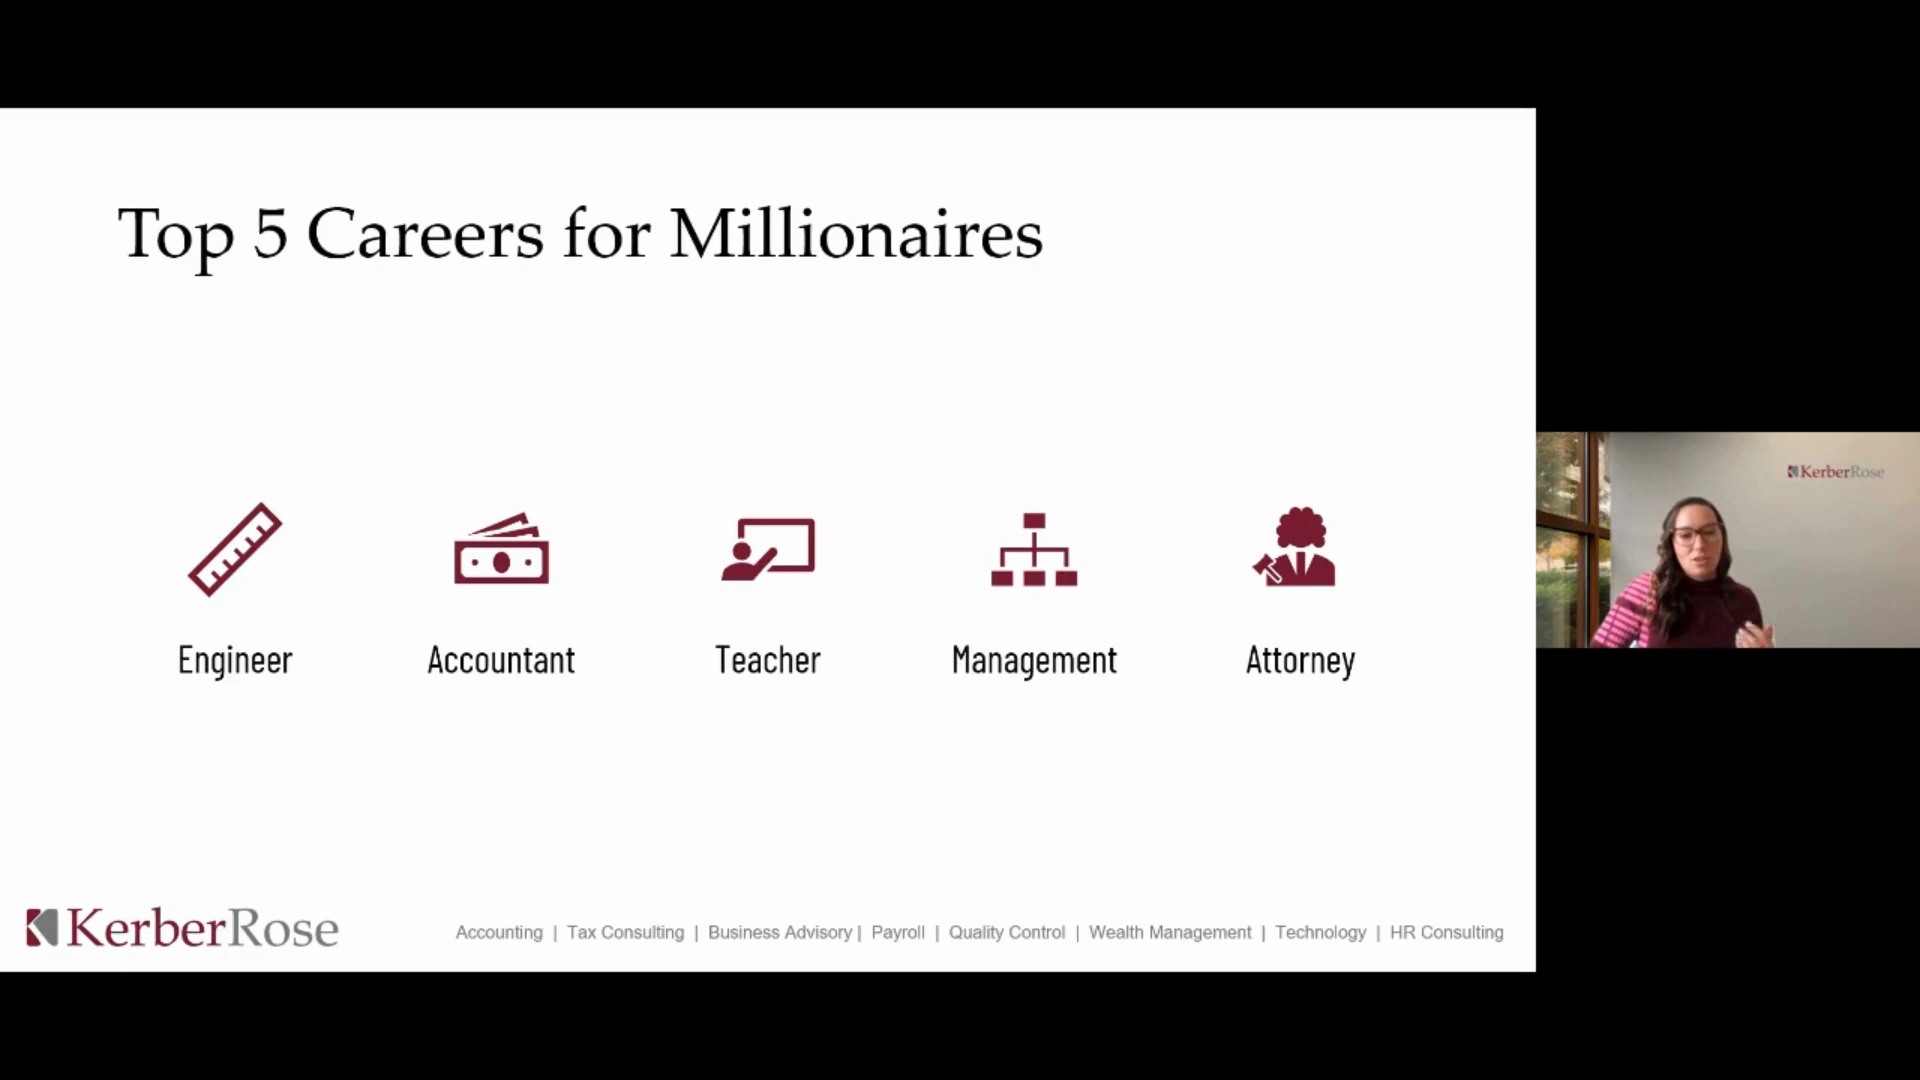 Top 5 Careers for Millionaires
Engineer
Accountant
Teacher
Management
Attorney
KerberRose
Accounting | Tax Consulting | Business Advisory | Payroll | Quality Control | Wealth Management | Technology | HR Consulting
KerberRose